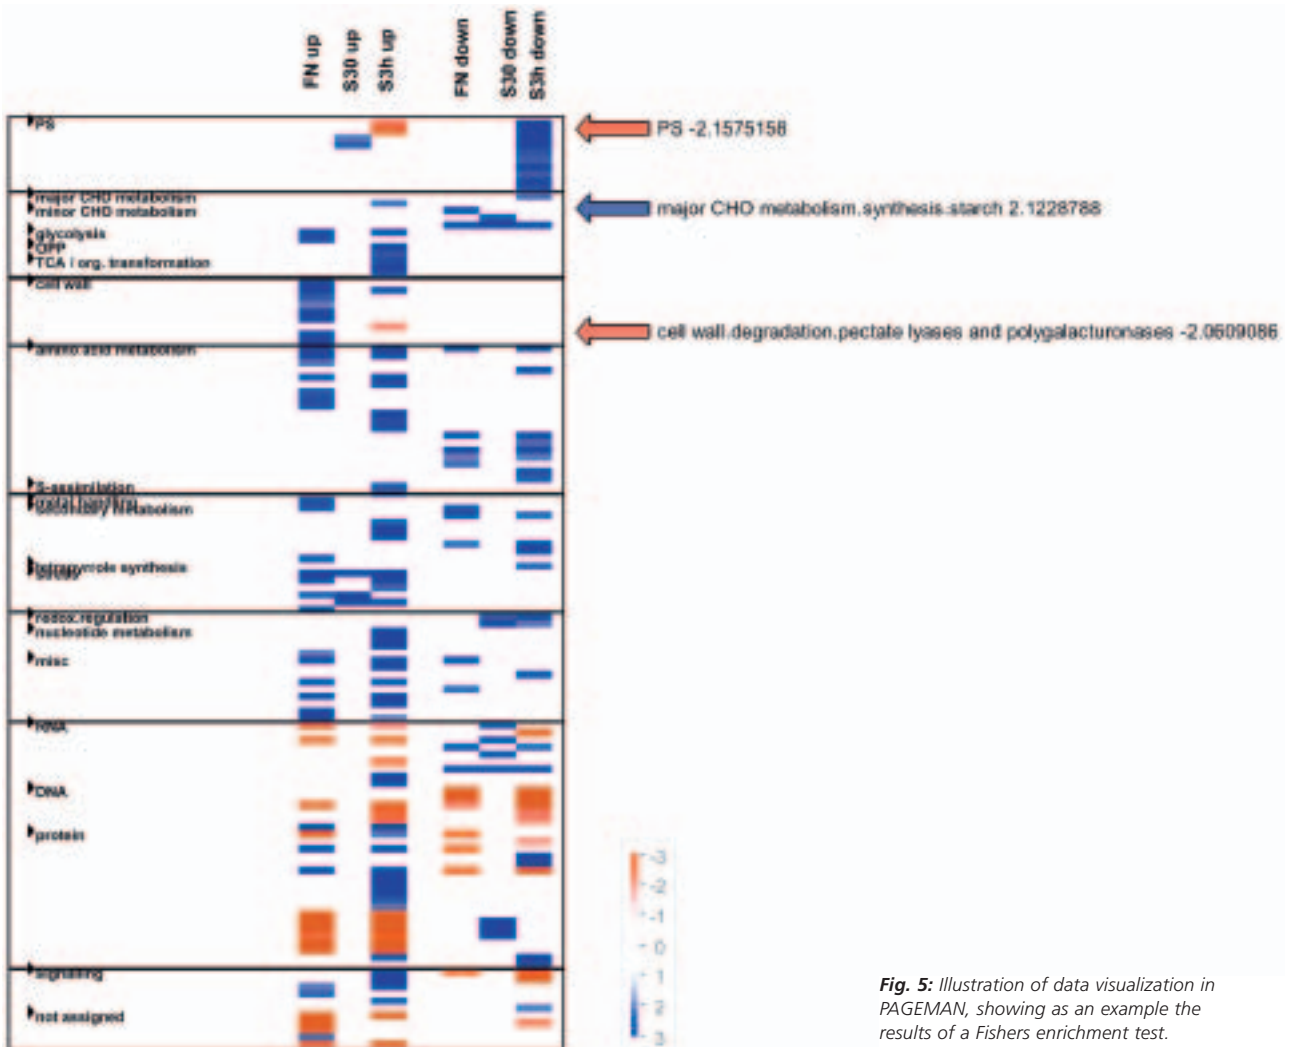 FN up
S30 up
S3h up
FN down
S30 down
S3h down
PS
PS -2.1575158
major CHO metabolism
minor CHO metabolism
major CHO metabolism.synthesis.starch 2.1228788
glycolysis
OPP
TCA / org. transformation
cell wall
cell wall.degradation.pectate lyases and polygalacturonases -2.0609086
amino acid metabolism
S-assimilation
metal handling
secondary metabolism
tetrapyrrole synthesis
redox.regulation
nucleotide metabolism
misc
RNA
DNA
protein
-3
-2
-1
0
1
2
3
signalling
not assigned
Fig. 5: Illustration of data visualization in
PAGEMAN, showing as an example the
results of a Fishers enrichment test.